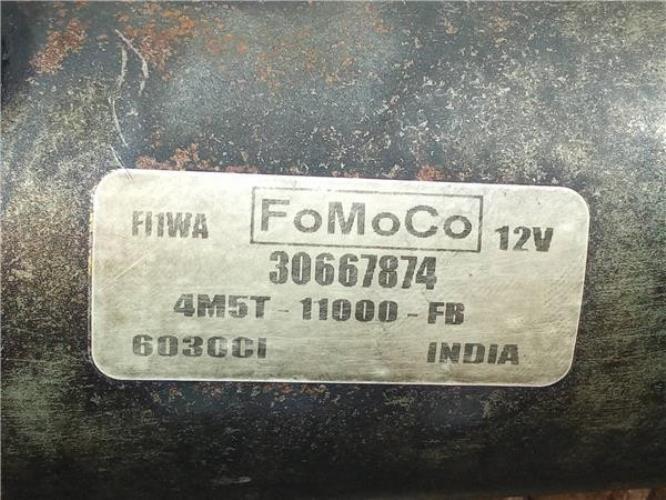 FI1WA FoMoCo 12V
30667874
4M5T - 11000 - FB
603CCI INDIA